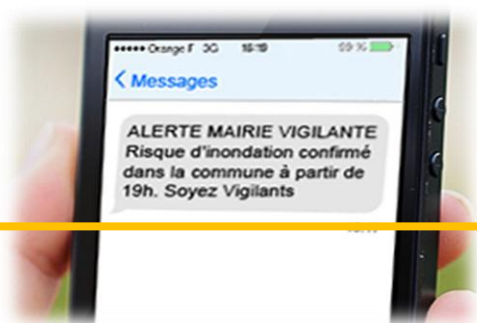 Orange F 3G 16:19 69 %
Messages
ALERTE MAIRIE VIGILANTE
Risque d'inondation confirmé
dans la commune à partir de
19h. Soyez Vigilants